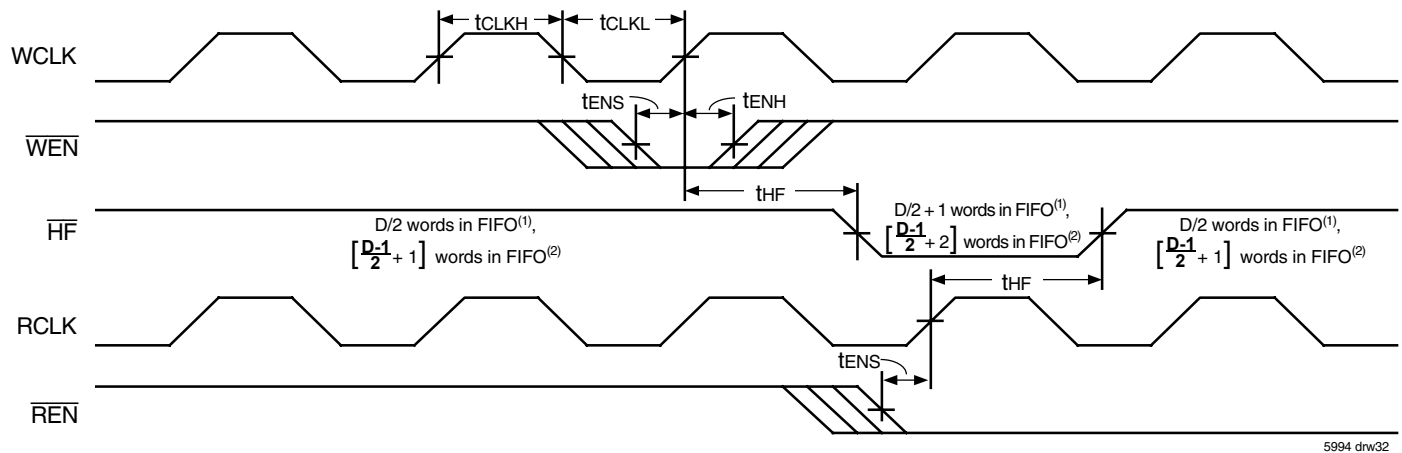 tCLKH
tCLKL
WCLK
tENS
tENH
WEN
tHF
HF
D/2 words in FIFO(1),
[D-1/2 + 1] words in FIFO(2)
D/2 + 1 words in FIFO(1),
[D-1/2 + 2] words in FIFO(2)
D/2 words in FIFO(1),
[D-1/2 + 1] words in FIFO(2)
tHF
RCLK
tENS
REN
5994 drw32